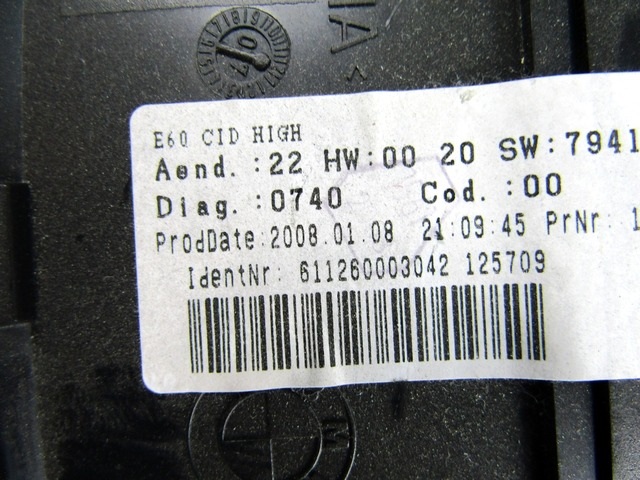 E60 CID HIGH
Aend.:22 HW:00 20 SW:7941
Diag.:0740 Cod.:00
ProdDate:2008.01.08 21:09:45 PrNr: 1
IdentNr: 611260003042 125709
07
M